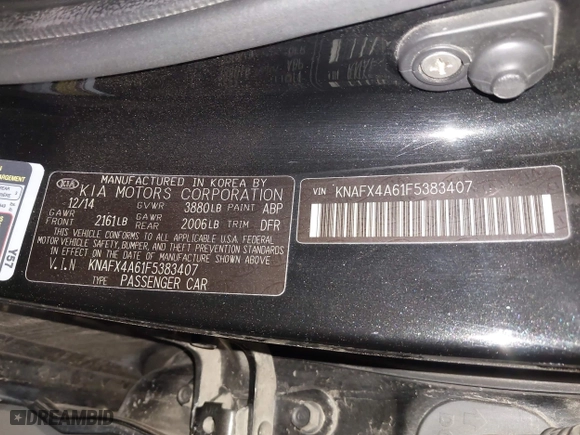 MANUFACTURED IN KOREA BY
KIA
KIA MOTORS CORPORATION
12/14 GVWR 3880LB PAINT ABP
GAWR FRONT 2161LB GAWR REAR 2006LB TRIM DFR
THIS VEHICLE CONFORMS TO ALL APPLICABLE U.S.A. FEDERAL
MOTOR VEHICLE SAFETY, BUMPER, AND THEFT PREVENTION STANDARDS
IN EFFECT ON THE DATE OF MANUFACTURE SHOWN ABOVE.
V.I.N KNAFX4A61F5383407
TYPE PASSENGER CAR
VIN KNAFX4A61F5383407
Y57
DREAMBID